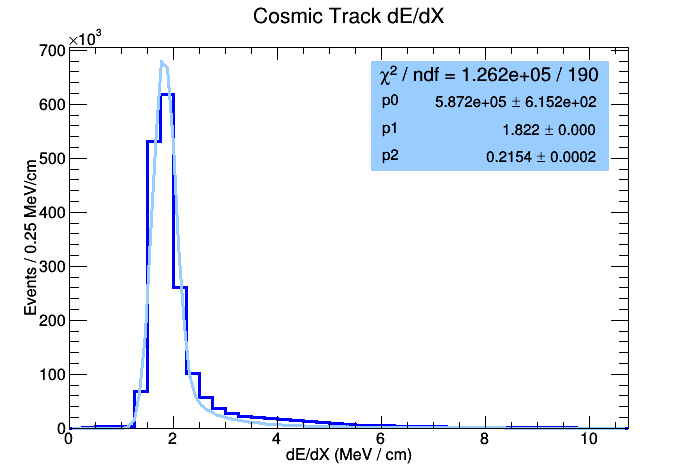 Cosmic Track dE/dX
×10³
700
600
500
400
300
200
100
0
Events / 0.25 MeV/cm
χ² / ndf = 1.262e+05 / 190
p0 5.872e+05 ± 6.152e+02
p1 1.822 ± 0.000
p2 0.2154 ± 0.0002
0 2 4 6 8 10
dE/dX (MeV / cm)